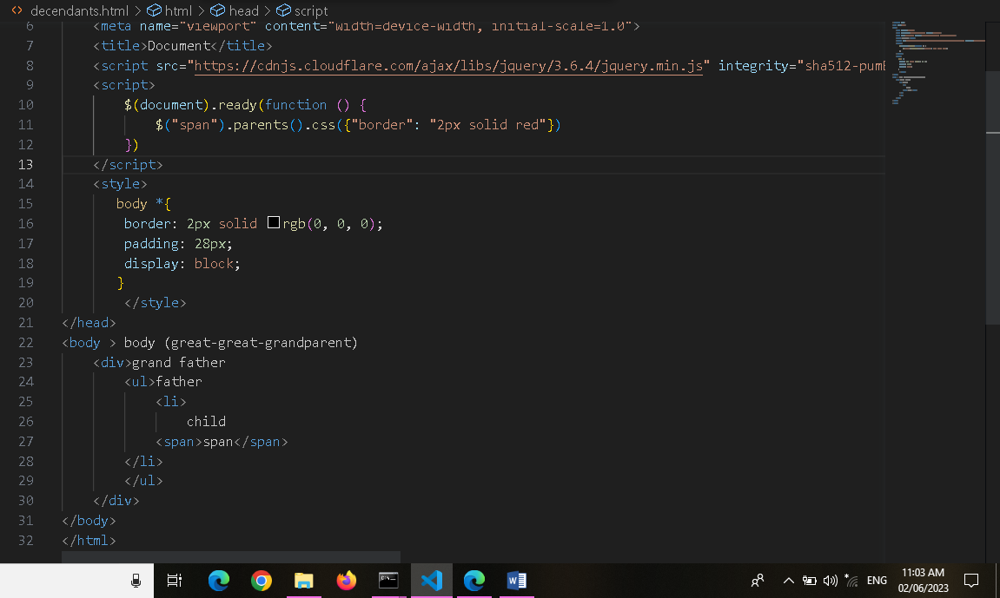 decendants.html > html > head > script
6 <meta name="viewport" content="width=device-width, initial-scale=1.0">
7 <title>Document</title>
8 <script src="https://cdnjs.cloudflare.com/ajax/libs/jquery/3.6.4/jquery.min.js" integrity="sha512-pumB
9 <script>
10 $(document).ready(function () {
11 $("span").parents().css({"border": "2px solid red"})
12 })
13 </script>
14 <style>
15 body *{
16 border: 2px solid rgb(0, 0, 0);
17 padding: 28px;
18 display: block;
19 }
20 </style>
21 </head>
22 <body > body (great-great-grandparent)
23 <div>grand father
24 <ul>father
25 <li>
26 child
27 <span>span</span>
28 </li>
29 </ul>
30 </div>
31 </body>
32 </html>
ENG
11:03 AM
02/06/2023